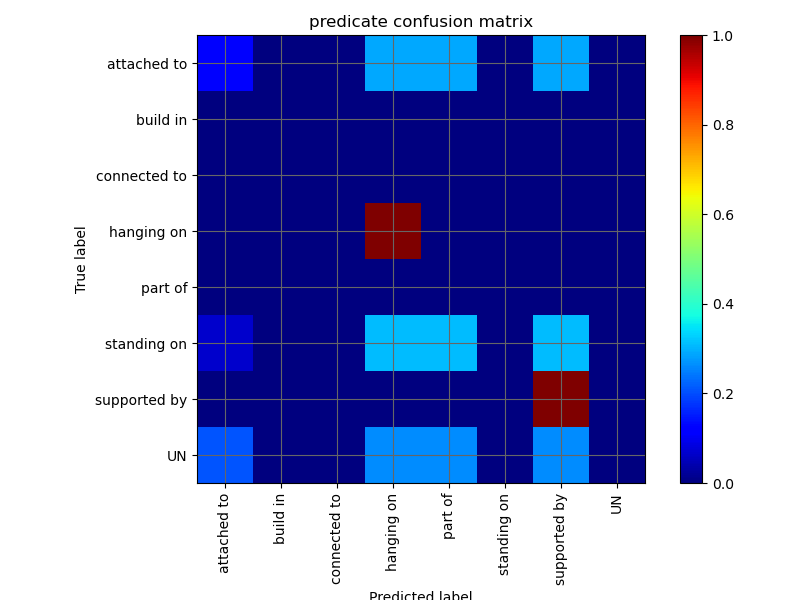 predicate confusion matrix
attached to
build in
connected to
hanging on
part of
standing on
supported by
UN
True label
attached to
build in
connected to
hanging on
part of
standing on
supported by
UN
Predicted label
1.0
0.8
0.6
0.4
0.2
0.0